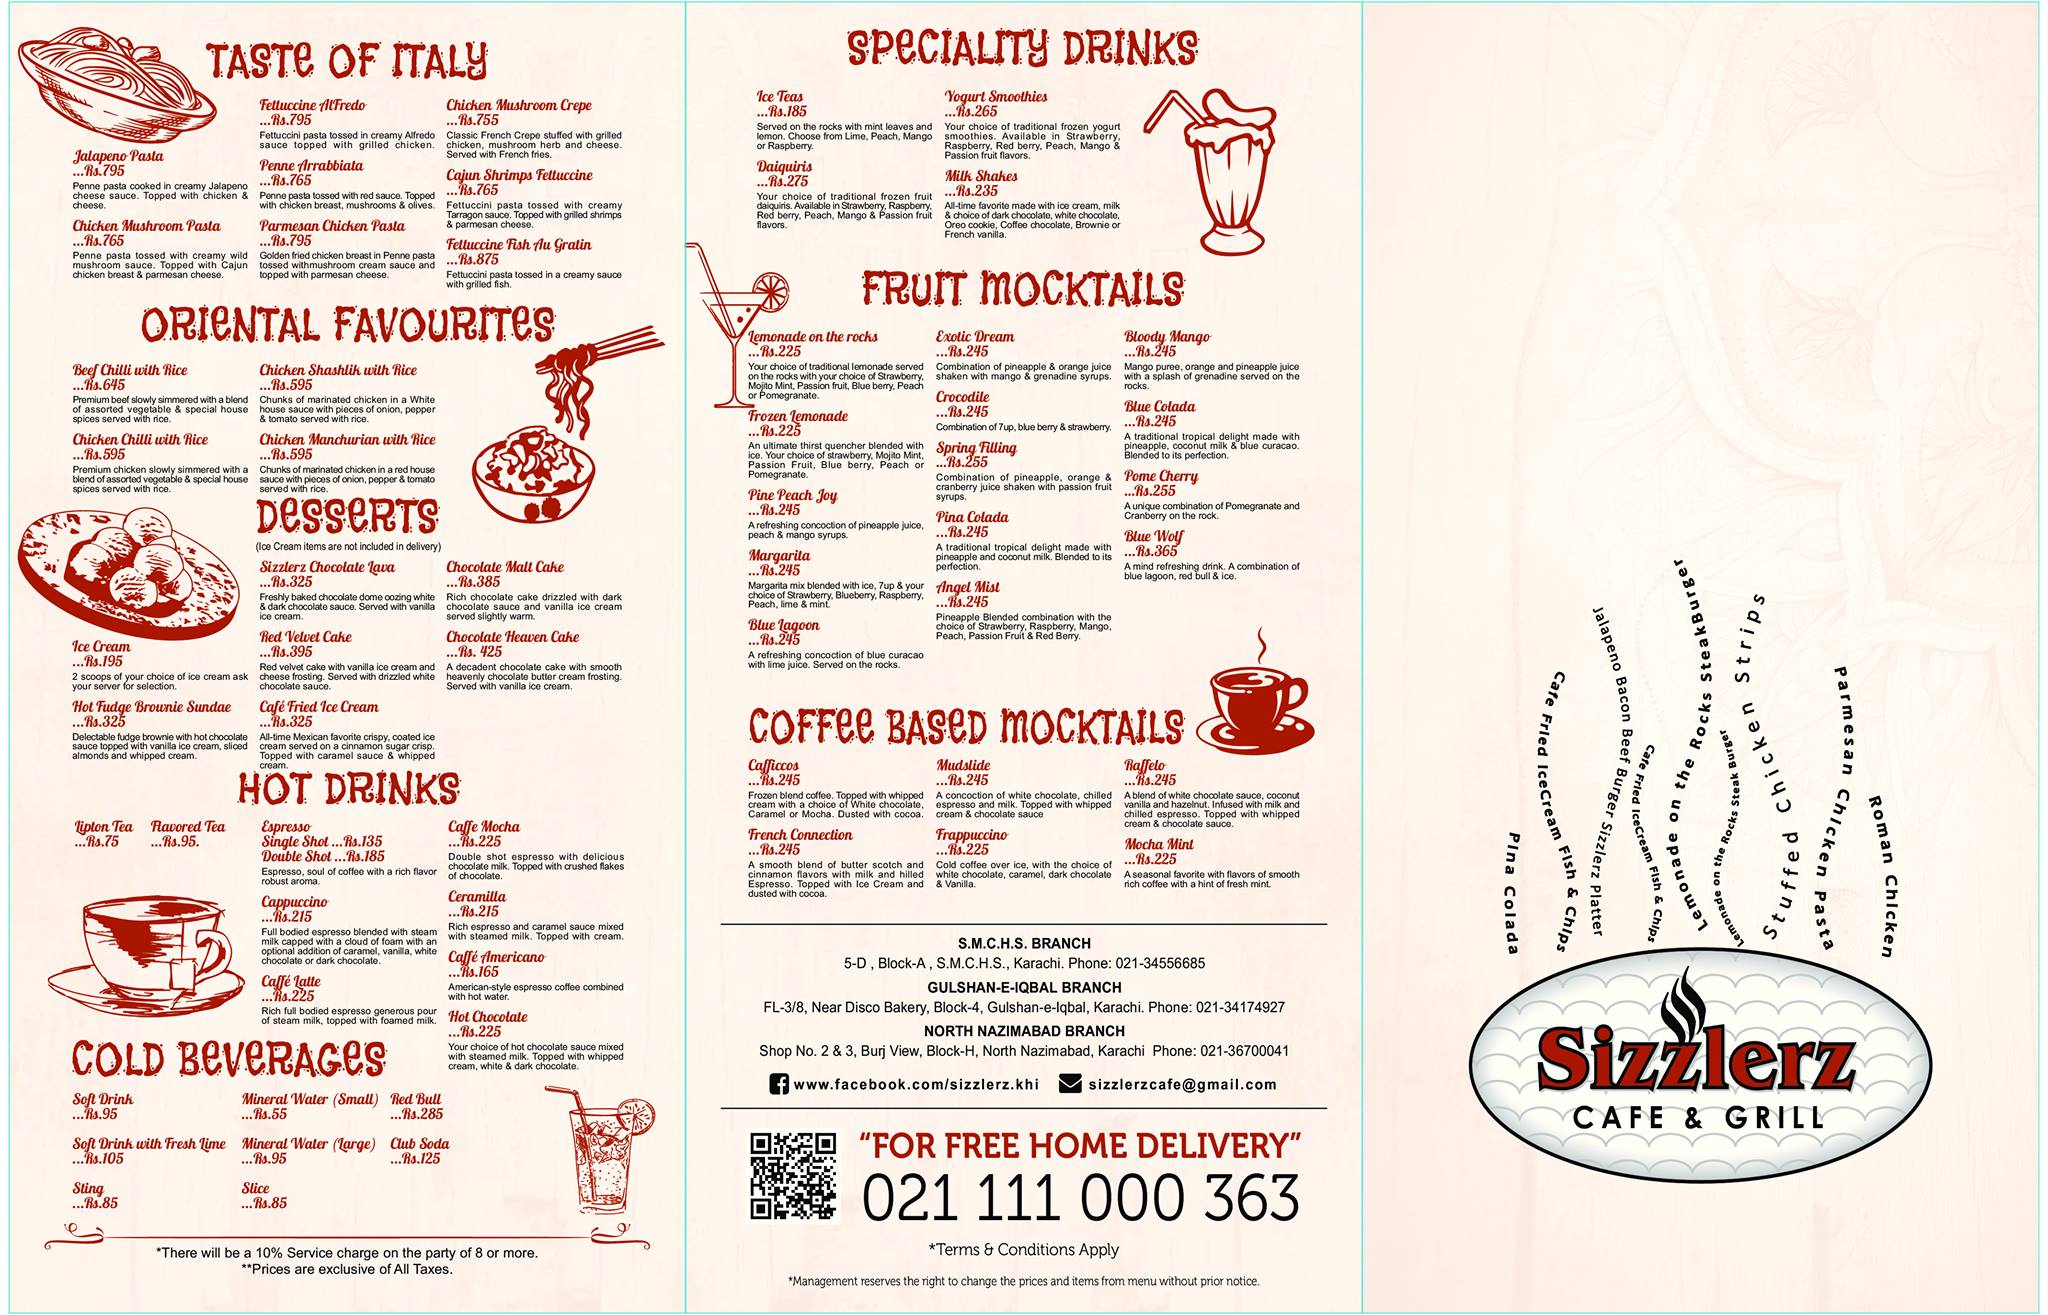 TASTE OF ITALY
Jalapeno Pasta
...Rs.795
Penne pasta cooked in creamy Jalapeno
cheese sauce. Topped with chicken &
cheese.
Chicken Mushroom Pasta
...Rs.765
Penne pasta tossed with creamy wild
mushroom sauce. Topped with Cajun
chicken breast & parmesan cheese.
Fettuccine AlFredo
...Rs.795
Fettuccini pasta tossed in creamy Alfredo
sauce topped with grilled chicken.
Penne Arrabbiata
...Rs.765
Penne pasta tossed with red sauce. Topped
with chicken breast, mushrooms & olives.
Parmesan Chicken Pasta
...Rs.795
Golden fried chicken breast in Penne pasta
tossed withmushroom cream sauce and
topped with parmesan cheese.
Chicken Mushroom Crepe
...Rs.755
Classic French Crepe stuffed with grilled
chicken, mushroom herb and cheese.
Served with French fries.
Cajun Shrimps Fettuccine
...Rs.765
Fettuccini pasta tossed with creamy
Tarragon sauce. Topped with grilled shrimps
& parmesan cheese.
Fettuccine Fish Au Gratin
...Rs.875
Fettuccini pasta tossed in a creamy sauce
with grilled fish.
ORIENTAL FAVOURITES
Beef Chilli with Rice
...Rs.645
Premium beef slowly simmered with a blend
of assorted vegetable & special house
spices served with rice.
Chicken Chilli with Rice
...Rs.595
Premium chicken slowly simmered with a
blend of assorted vegetable & special house
spices served with rice.
Chicken Shashlik with Rice
...Rs.595
Chunks of marinated chicken in a White
house sauce with pieces of onion, pepper
& tomato served with rice.
Chicken Manchurian with Rice
...Rs.595
Chunks of marinated chicken in a red house
sauce with pieces of onion, pepper & tomato
served with rice.
DESSERTS
(Ice Cream items are not included in delivery)
Ice Cream
...Rs.195
2 scoops of your choice of ice cream ask
your server for selection.
Hot Fudge Brownie Sundae
...Rs.325
Delectable fudge brownie with hot chocolate
sauce topped with vanilla ice cream, sliced
almonds and whipped cream.
Sizzlerz Chocolate Lava
...Rs.325
Freshly baked chocolate dome oozing white
& dark chocolate sauce. Served with vanilla
ice cream.
Red Velvet Cake
...Rs.395
Red velvet cake with vanilla ice cream and
cheese frosting. Served with drizzled white
chocolate sauce.
Café Fried Ice Cream
...Rs.325
All-time Mexican favorite crispy, coated ice
cream served on a cinnamon sugar crisp.
Topped with caramel sauce & whipped
cream.
Chocolate Malt Cake
...Rs.385
Rich chocolate cake drizzled with dark
chocolate sauce and vanilla ice cream
served slightly warm.
Chocolate Heaven Cake
...Rs. 425
A decadent chocolate cake with smooth
heavenly chocolate butter cream frosting.
Served with vanilla ice cream.
HOT DRINKS
Lipton Tea
...Rs.75
Flavored Tea
...Rs.95.
Espresso
Single Shot ...Rs.135
Double Shot ...Rs.185
Espresso, soul of coffee with a rich flavor
robust aroma.
Cappuccino
...Rs.215
Full bodied espresso blended with steam
milk capped with a cloud of foam with an
optional addition of caramel, vanilla, white
chocolate or dark chocolate.
Caffé Latte
...Rs.225
Rich full bodied espresso generous pour
of steam milk, topped with foamed milk.
Caffe Mocha
...Rs.225
Double shot espresso with delicious
chocolate milk. Topped with crushed flakes
of chocolate.
Ceramilla
...Rs.215
Rich espresso and caramel sauce mixed
with steamed milk. Topped with cream.
Caffé Americano
...Rs.165
American-style espresso coffee combined
with hot water.
Hot Chocolate
...Rs.225
Your choice of hot chocolate sauce mixed
with steamed milk. Topped with whipped
cream, white & dark chocolate.
COLD BEVERAGES
Soft Drink
...Rs.95
Mineral Water (Small)
...Rs.55
Red Bull
...Rs.285
Soft Drink with Fresh Lime
...Rs.105
Mineral Water (Large)
...Rs.95
Club Soda
...Rs.125
Sting
...Rs.85
Slice
...Rs.85
*There will be a 10% Service charge on the party of 8 or more.
**Prices are exclusive of All Taxes.
SPECIALITY DRINKS
Ice Teas
...Rs.185
Served on the rocks with mint leaves and
lemon. Choose from Lime, Peach, Mango
or Raspberry.
Daiquiris
...Rs.275
Your choice of traditional frozen fruit
daiquiris. Available in Strawberry, Raspberry,
Red berry, Peach, Mango & Passion fruit
flavors.
Yogurt Smoothies
...Rs.265
Your choice of traditional frozen yogurt
smoothies. Available in Strawberry,
Raspberry, Red berry, Peach, Mango &
Passion fruit flavors.
Milk Shakes
...Rs.235
All-time favorite made with ice cream, milk
& choice of dark chocolate, white chocolate,
Oreo cookie, Coffee chocolate, Brownie or
French vanilla.
FRUIT MOCKTAILS
Lemonade on the rocks
...Rs.225
Your choice of traditional lemonade served
on the rocks with your choice of Strawberry,
Mojito Mint, Passion fruit, Blue berry, Peach
or Pomegranate.
Frozen Lemonade
...Rs.225
An ultimate thirst quencher blended with
ice. Your choice of strawberry, Mojito Mint,
Passion Fruit, Blue berry, Peach or
Pomegranate.
Pine Peach Joy
...Rs.245
A refreshing concoction of pineapple juice,
peach & mango syrups.
Margarita
...Rs.245
Margarita mix blended with ice, 7up & your
choice of Strawberry, Blueberry, Raspberry,
Peach, lime & mint.
Blue Lagoon
...Rs.245
A refreshing concoction of blue curacao
with lime juice. Served on the rocks.
Exotic Dream
...Rs.245
Combination of pineapple & orange juice
shaken with mango & grenadine syrups.
Crocodile
...Rs.245
Combination of 7up, blue berry & strawberry.
Spring Filling
...Rs.255
Combination of pineapple, orange &
cranberry juice shaken with passion fruit
syrups.
Pina Colada
...Rs.245
A traditional tropical delight made with
pineapple and coconut milk. Blended to its
perfection.
Angel Mist
...Rs.245
Pineapple Blended combination with the
choice of Strawberry, Raspberry, Mango,
Peach, Passion Fruit & Red Berry.
Bloody Mango
...Rs.245
Mango puree, orange and pineapple juice
with a splash of grenadine served on the
rocks.
Blue Colada
...Rs.245
A traditional tropical delight made with
pineapple, coconut milk & blue curacao.
Blended to its perfection.
Pome Cherry
...Rs.255
A unique combination of Pomegranate and
Cranberry on the rock.
Blue Wolf
...Rs.365
A mind refreshing drink. A combination of
blue lagoon, red bull & ice.
COFFEE BASED MOCKTAILS
Cafficcos
...Rs.245
Frozen blend coffee. Topped with whipped
cream with a choice of White chocolate,
Caramel or Mocha. Dusted with cocoa.
French Connection
...Rs.245
A smooth blend of butter scotch and
cinnamon flavors with milk and hilled
Espresso. Topped with Ice Cream and
dusted with cocoa.
Mudslide
...Rs.245
A concoction of white chocolate, chilled
espresso and milk. Topped with whipped
cream & chocolate sauce
Frappuccino
...Rs.225
Cold coffee over ice, with the choice of
white chocolate, caramel, dark chocolate
& Vanilla.
Raffelo
...Rs.245
A blend of white chocolate sauce, coconut
vanilla and hazelnut. Infused with milk and
chilled espresso. Topped with whipped
cream & chocolate sauce.
Mocha Mint
...Rs.225
A seasonal favorite with flavors of smooth
rich coffee with a hint of fresh mint.
S.M.C.H.S. BRANCH
5-D , Block-A , S.M.C.H.S., Karachi. Phone: 021-34556685
GULSHAN-E-IQBAL BRANCH
FL-3/8, Near Disco Bakery, Block-4, Gulshan-e-Iqbal, Karachi. Phone: 021-34174927
NORTH NAZIMABAD BRANCH
Shop No. 2 & 3, Burj View, Block-H, North Nazimabad, Karachi Phone: 021-36700041
www.facebook.com/sizzlerz.khi sizzlerzcafe@gmail.com
“FOR FREE HOME DELIVERY”
021 111 000 363
*Terms & Conditions Apply
*Management reserves the right to change the prices and items from menu without prior notice.
Pina Colada
Cafe Fried IceCream Fish & Chips
Jalapeno Bacon Beef Burger Sizzlerz Platter
Cafe Fried IceCream Fish & Chips
Lemonade on the Rocks SteakBurger
Lemonade on the Rocks Steak Burger
Stuffed Chicken Strips
Parmesan Chicken Pasta
Roman Chicken
Sizzlerz
CAFE & GRILL